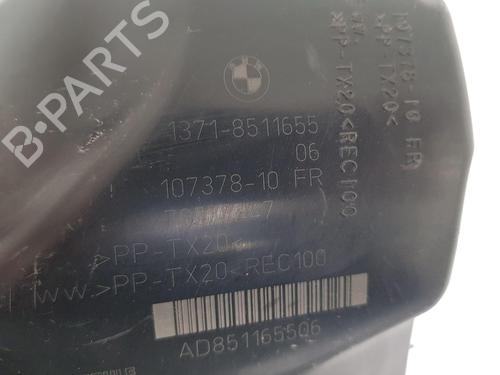 B-PARTS
1371-8511655
06
107378-10 FR
>PP-TX20<
WW>PP-TX20<REC100
AD851165506
107378-10 FR
>PP-TX20<
>PP-TX20<REC100